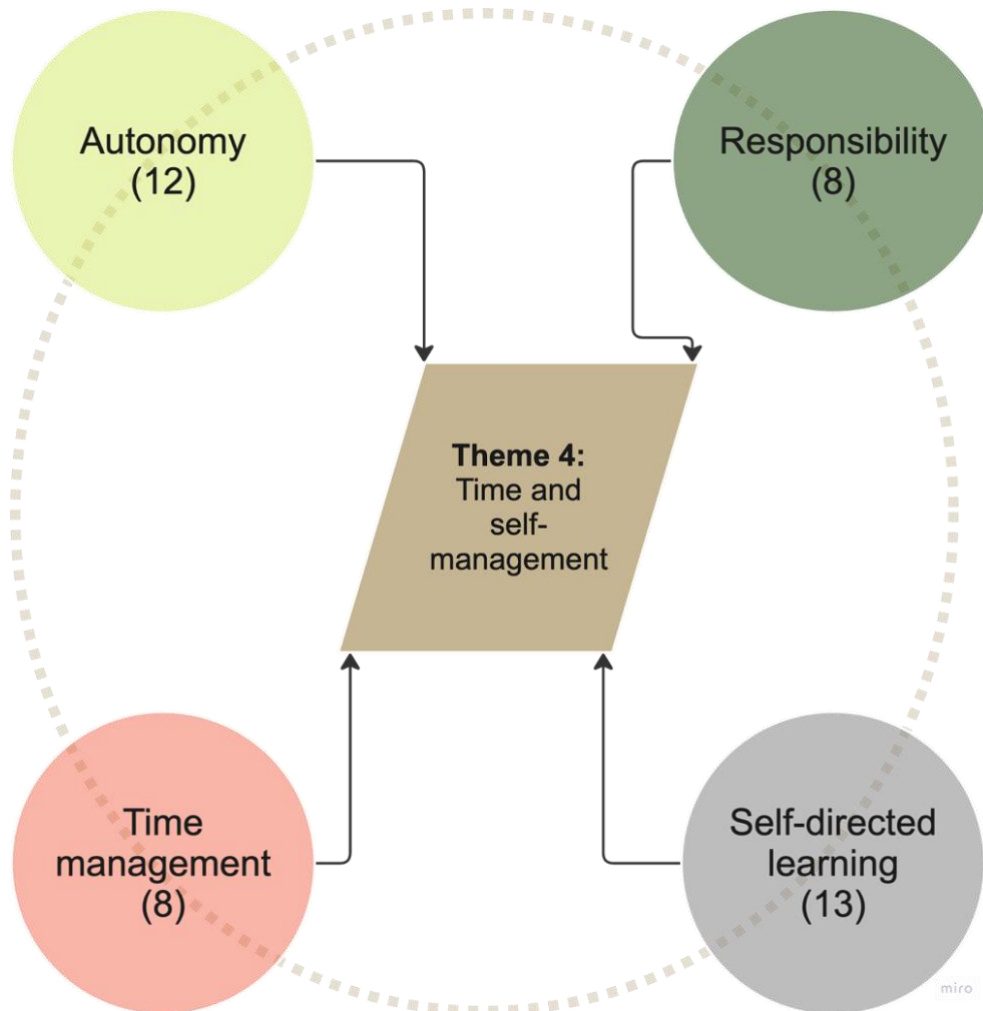 Autonomy
(12)
Responsibility
(8)
Theme 4:
Time and
self-
management
Time
management
(8)
Self-directed
learning
(13)
miro